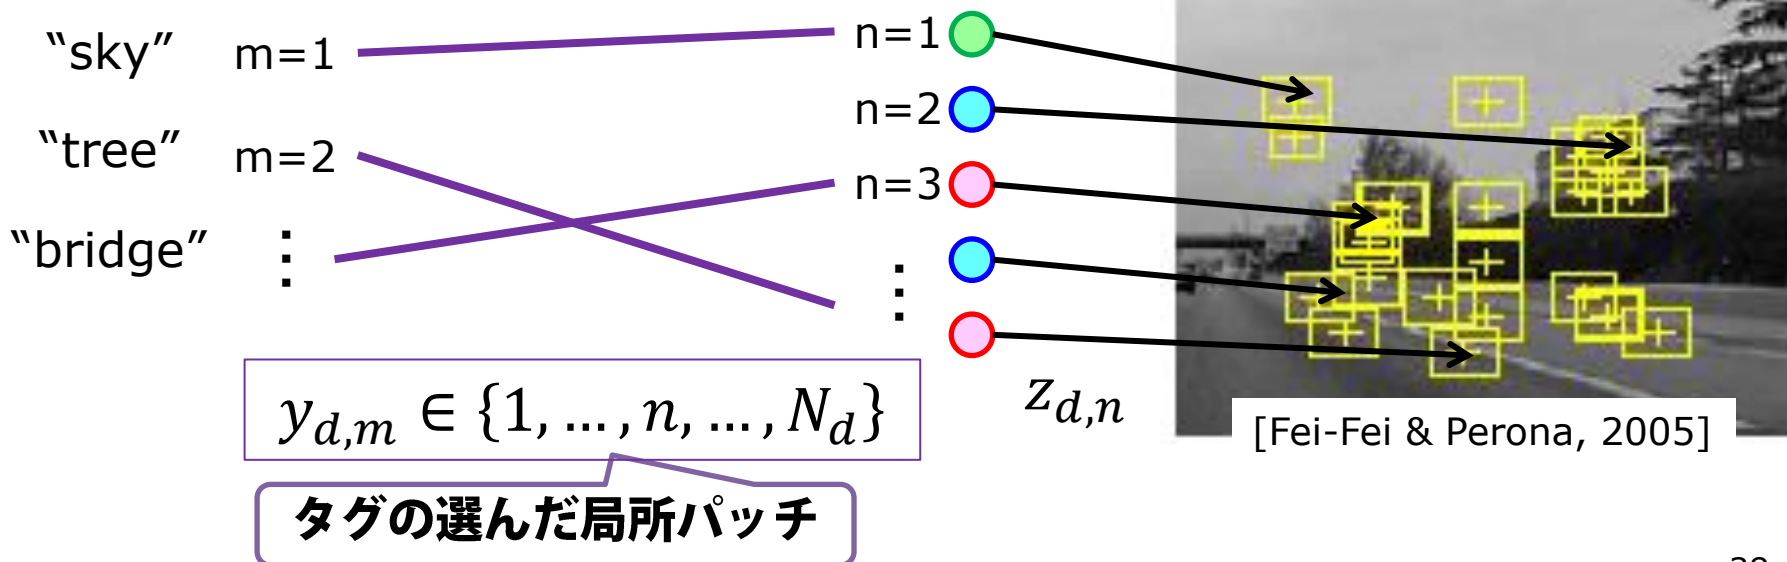 “sky” m=1 n=1
n=2
“tree” m=2
n=3
“bridge” ⋮
⋮
y_{d,m} ∈ {1, … , n, … , N_d}
z_{d,n}
[Fei-Fei & Perona, 2005]
タグの選んだ局所パッチ